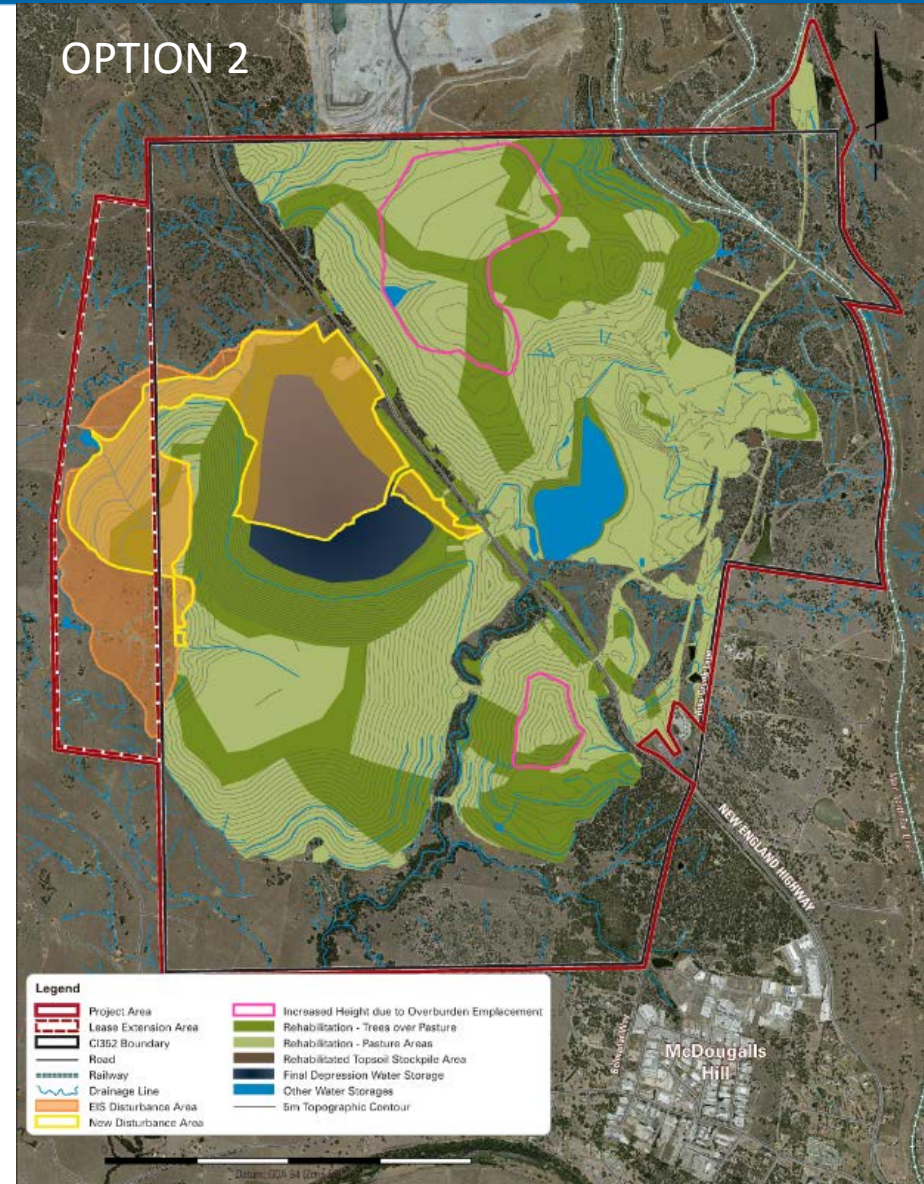 OPTION 2
N
NEW ENGLAND HIGHWAY
McDougalls
Hill
Legend
Project Area
Lease Extension Area
CI352 Boundary
Road
Railway
Drainage Line
EIS Disturbance Area
New Disturbance Area
Increased Height due to Overburden Emplacement
Rehabilitation - Trees over Pasture
Rehabilitation - Pasture Areas
Rehabilitated Topsoil Stockpile Area
Final Depression Water Storage
Other Water Storages
5m Topographic Contour